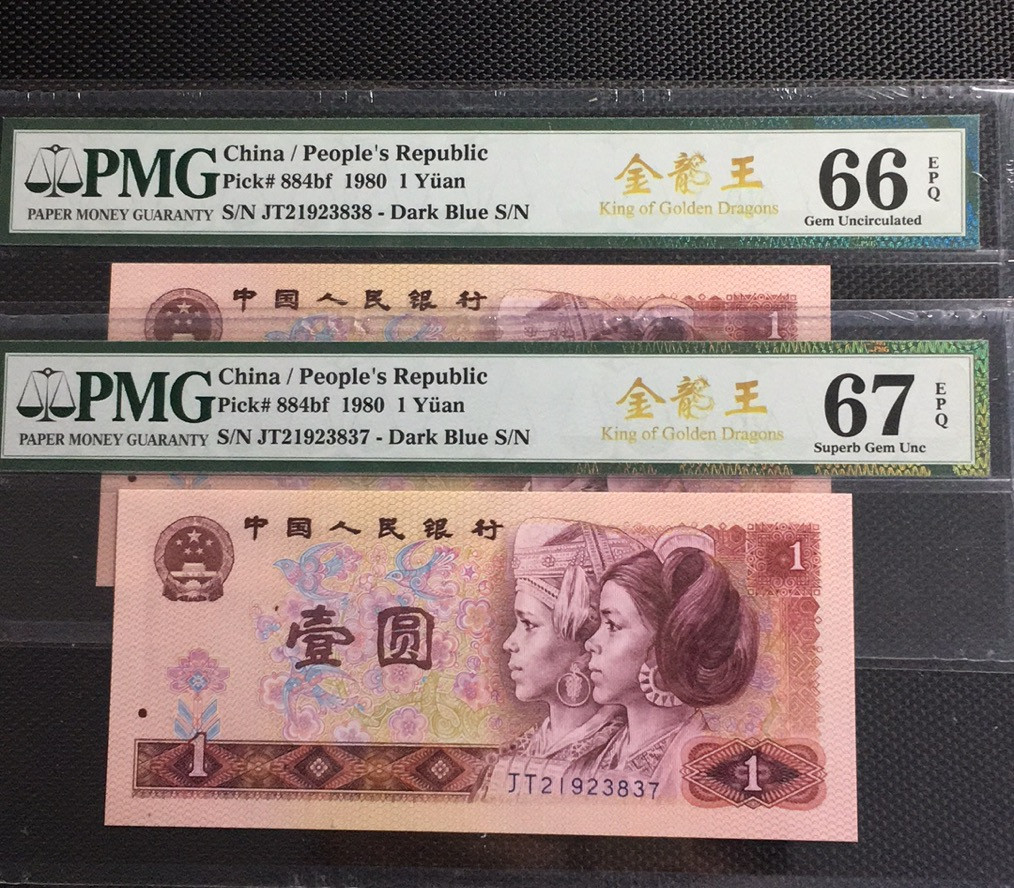 PMG
PAPER MONEY GUARANTY
China / People's Republic
Pick# 884bf 1980 1 Yüan
S/N JT21923838 - Dark Blue S/N
金龍王
King of Golden Dragons
66
EPQ
Gem Uncirculated
中国人民银行
1
PMG
PAPER MONEY GUARANTY
China / People's Republic
Pick# 884bf 1980 1 Yüan
S/N JT21923837 - Dark Blue S/N
金龍王
King of Golden Dragons
67
EPQ
Superb Gem Unc
中国人民银行
1
壹圆
1
JT21923837
1